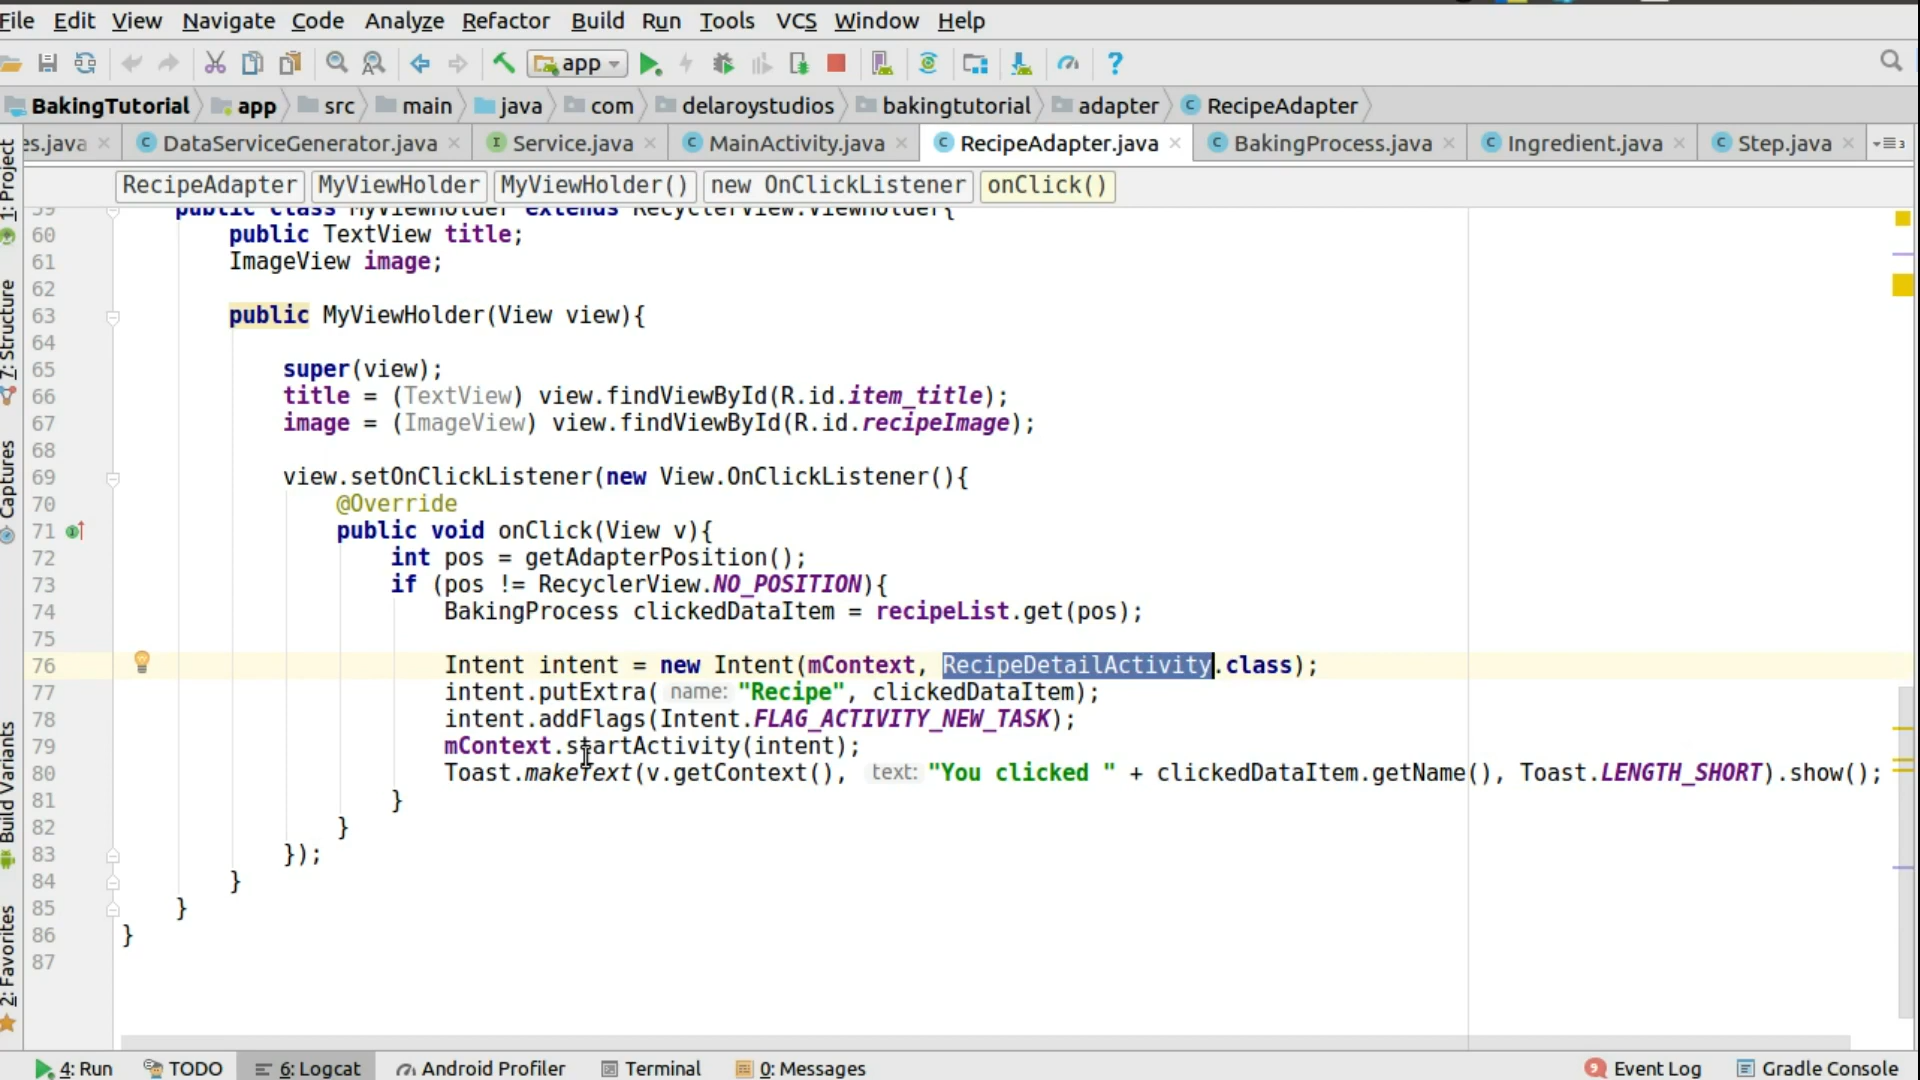 File Edit View Navigate Code Analyze Refactor Build Run Tools VCS Window Help
app
BakingTutorial app src main java com delaroystudios bakingtutorial adapter RecipeAdapter
es.java DataServiceGenerator.java Service.java MainActivity.java RecipeAdapter.java BakingProcess.java Ingredient.java Step.java
RecipeAdapter MyViewHolder MyViewHolder() new OnClickListener onClick()
1: Project
7: Structure
Captures
Build Variants
2: Favorites
59 public class MyViewHolder extends RecyclerView.ViewHolder{
60 public TextView title;
61 ImageView image;
62
63 public MyViewHolder(View view){
64
65 super(view);
66 title = (TextView) view.findViewById(R.id.item_title);
67 image = (ImageView) view.findViewById(R.id.recipeImage);
68
69 view.setOnClickListener(new View.OnClickListener(){
70 @Override
71 public void onClick(View v){
72 int pos = getAdapterPosition();
73 if (pos != RecyclerView.NO_POSITION){
74 BakingProcess clickedDataItem = recipeList.get(pos);
75
76 Intent intent = new Intent(mContext, RecipeDetailActivity.class);
77 intent.putExtra( name: "Recipe", clickedDataItem);
78 intent.addFlags(Intent.FLAG_ACTIVITY_NEW_TASK);
79 mContext.startActivity(intent);
80 Toast.makeText(v.getContext(), text: "You clicked " + clickedDataItem.getName(), Toast.LENGTH_SHORT).show();
81 }
82 }
83 });
84 }
85 }
86 }
87
4: Run TODO 6: Logcat Android Profiler Terminal 0: Messages 9 Event Log Gradle Console